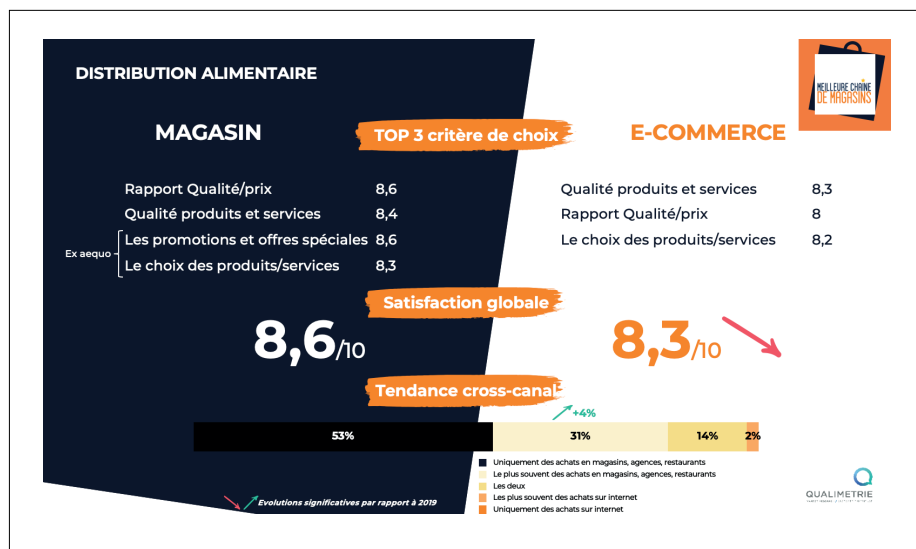 DISTRIBUTION ALIMENTAIRE
MEILLEURE CHAÎNE
DE MAGASINS
MAGASIN
TOP 3 critère de choix
E-COMMERCE
Rapport Qualité/prix 8,6
Qualité produits et services 8,4
Ex aequo
Les promotions et offres spéciales 8,6
Le choix des produits/services 8,3
Qualité produits et services 8,3
Rapport Qualité/prix 8
Le choix des produits/services 8,2
Satisfaction globale
8,6/10
8,3/10
Tendance cross-canal
+4%
53% 31% 14% 2%
Uniquement des achats en magasins, agences, restaurants
Le plus souvent des achats en magasins, agences, restaurants
Les deux
Les plus souvent des achats sur internet
Uniquement des achats sur internet
Evolutions significatives par rapport à 2019
QUALIMETRIE